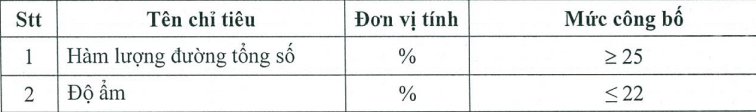 Stt Tên chỉ tiêu Đơn vị tính Mức công bố
1 Hàm lượng đường tổng số % ≥ 25
2 Độ ẩm % ≤ 22